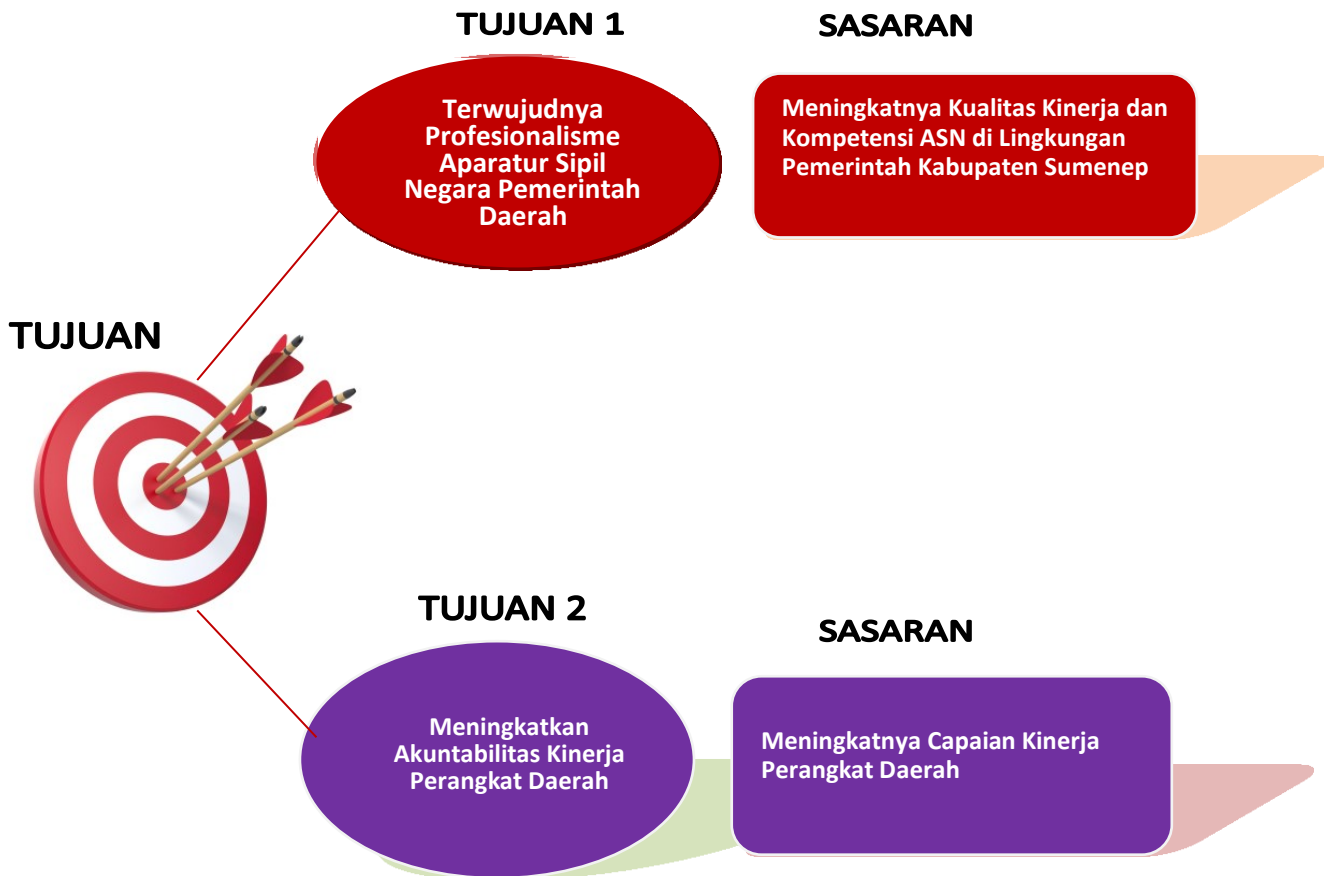 TUJUAN 1
SASARAN
Terwujudnya
Profesionalisme
Aparatur Sipil
Negara Pemerintah
Daerah
Meningkatnya Kualitas Kinerja dan
Kompetensi ASN di Lingkungan
Pemerintah Kabupaten Sumenep
TUJUAN
TUJUAN 2
SASARAN
Meningkatkan
Akuntabilitas Kinerja
Perangkat Daerah
Meningkatnya Capaian Kinerja
Perangkat Daerah